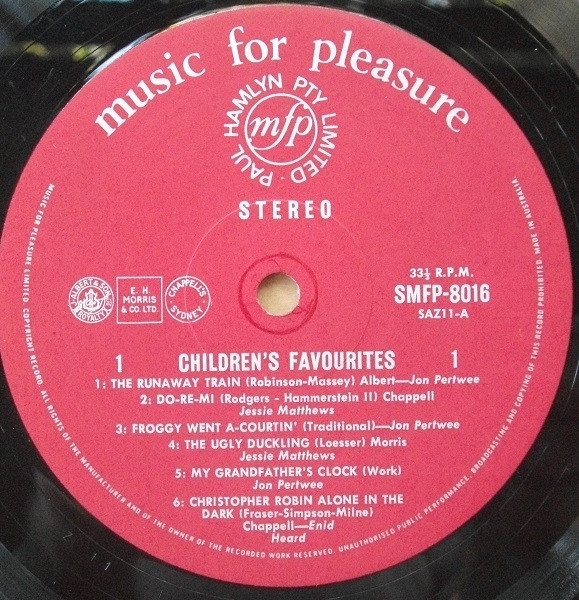 music for pleasure
PAUL HAMLYN PTY LIMITED ·
mfp
STEREO
ALBERT & SON
ROYALTY
E. H.
MORRIS
& CO. LTD.
CHAPPELL'S
SYDNEY
33⅓ R.P.M.
SMFP-8016
SAZ11-A
1 CHILDREN'S FAVOURITES 1
1: THE RUNAWAY TRAIN (Robinson-Massey) Albert—Jon Pertwee
2: DO-RE-MI (Rodgers - Hammerstein II) Chappell
Jessie Matthews
3: FROGGY WENT A-COURTIN' (Traditional)—Jon Pertwee
4: THE UGLY DUCKLING (Loesser) Morris
Jessie Matthews
5: MY GRANDFATHER'S CLOCK (Work)
Jon Pertwee
6: CHRISTOPHER ROBIN ALONE IN THE
DARK (Fraser-Simpson-Milne)
Chappell—Enid
Heard
MUSIC FOR PLEASURE LIMITED. COPYRIGHT RECORD. ALL RIGHTS OF THE MANUFACTURER AND OF THE OWNER OF THE RECORDED WORK RESERVED. UNAUTHORISED PUBLIC PERFORMANCE, BROADCASTING AND COPYING OF THIS RECORD PROHIBITED. MADE IN AUSTRALIA